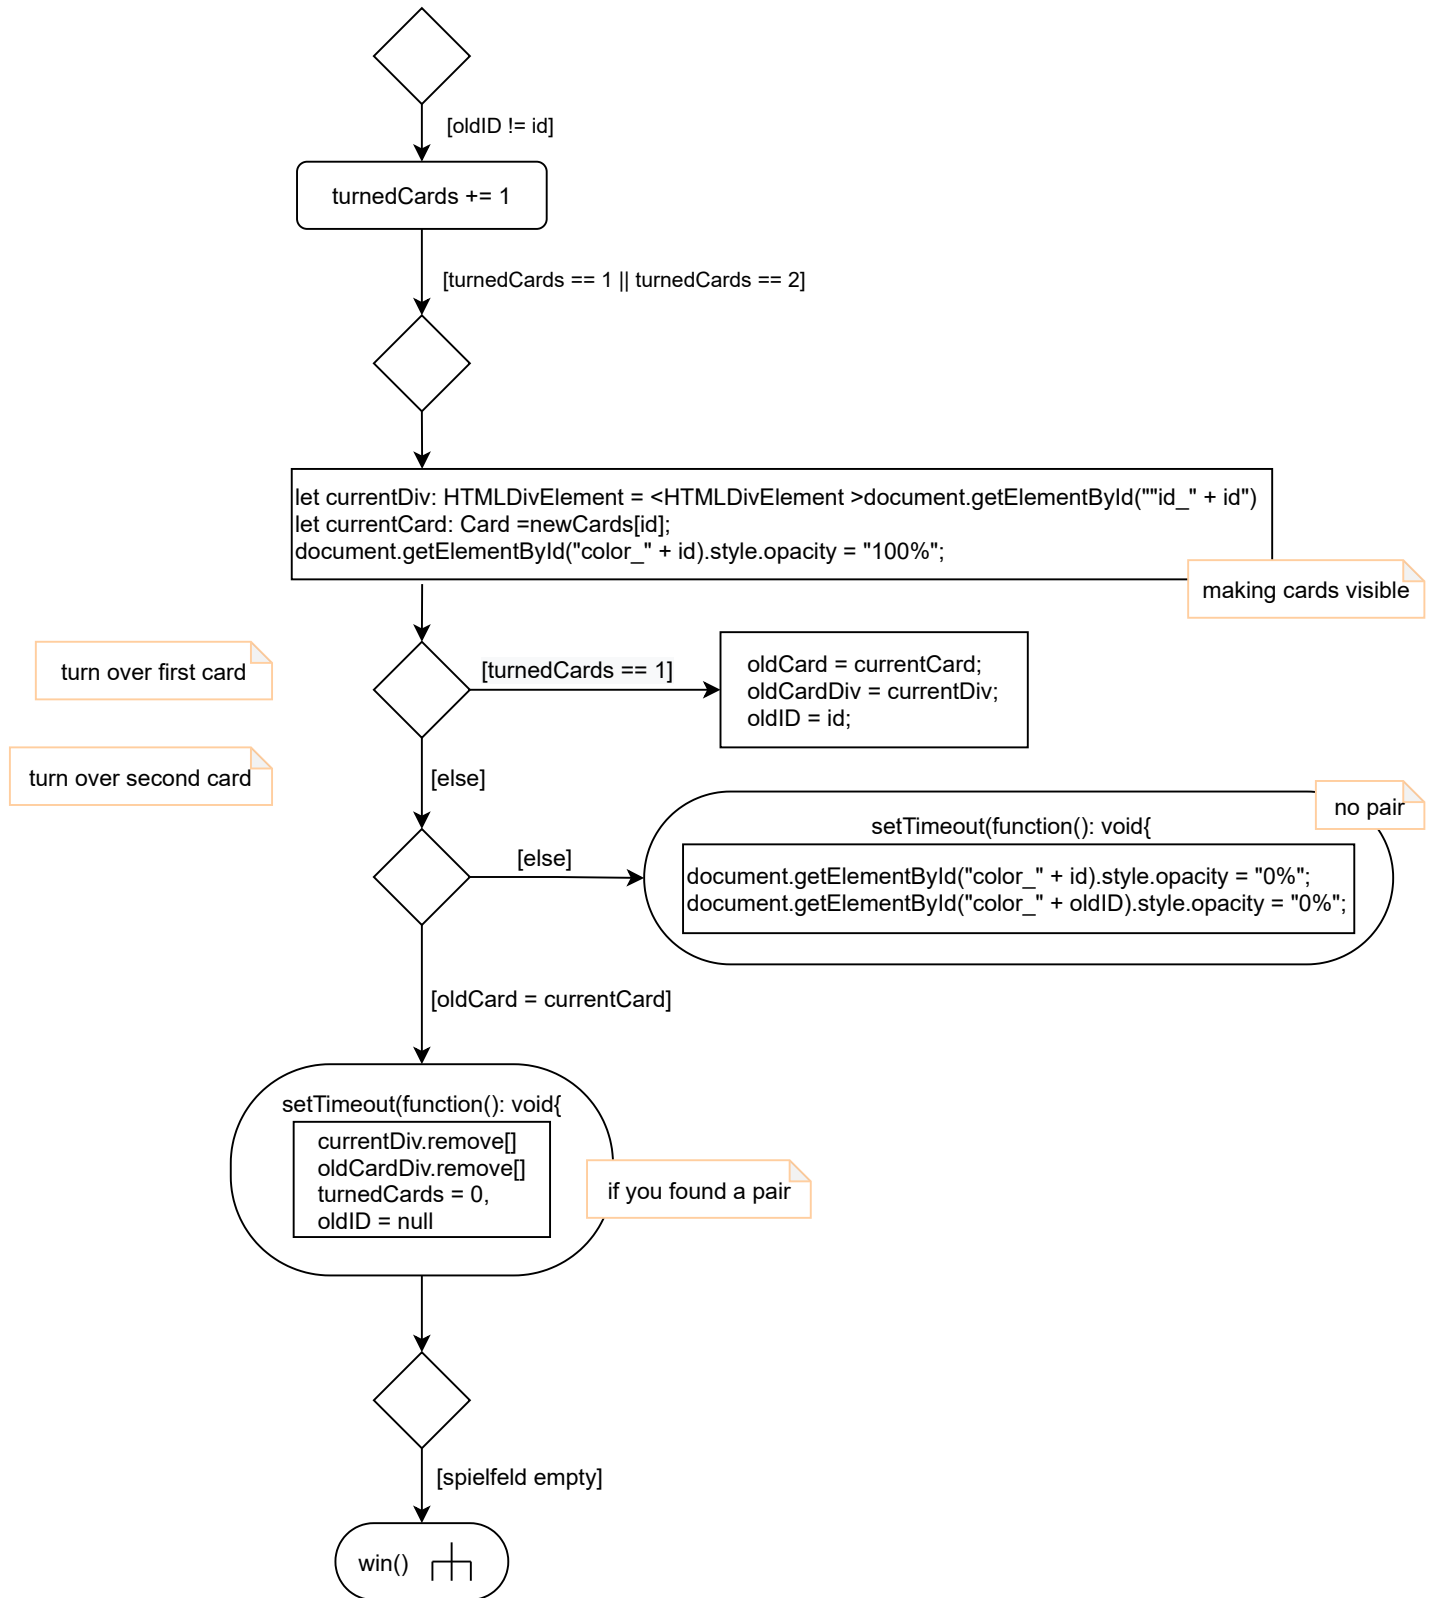 [oldID != id]
turnedCards += 1
[turnedCards == 1 || turnedCards == 2]
let currentDiv: HTMLDivElement = <HTMLDivElement >document.getElementById(""id_" + id")
let currentCard: Card =newCards[id];
document.getElementById("color_" + id).style.opacity = "100%";
making cards visible
turn over first card
[turnedCards == 1]
oldCard = currentCard;
oldCardDiv = currentDiv;
oldID = id;
turn over second card
[else]
no pair
setTimeout(function(): void{
[else]
document.getElementById("color_" + id).style.opacity = "0%";
document.getElementById("color_" + oldID).style.opacity = "0%";
[oldCard = currentCard]
setTimeout(function(): void{
currentDiv.remove[]
oldCardDiv.remove[]
turnedCards = 0,
oldID = null
if you found a pair
[spielfeld empty]
win()